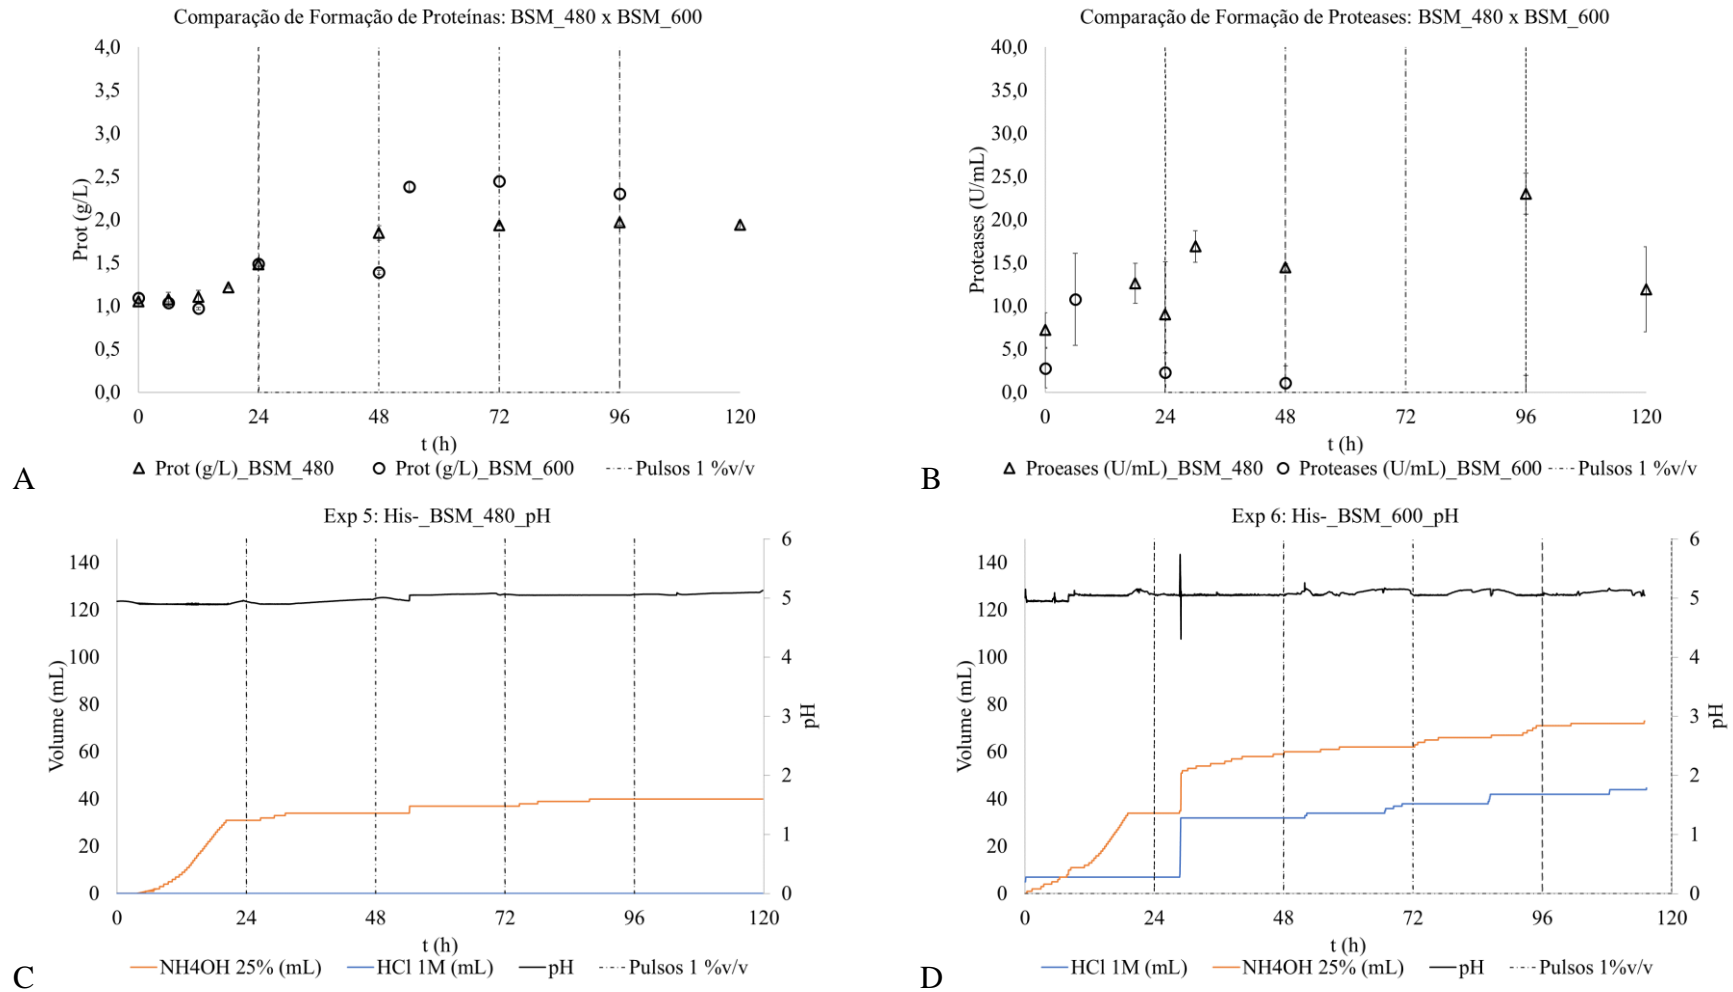 Comparação de Formação de Proteínas: BSM_480 x BSM_600
4,0
3,5
3,0
2,5
2,0
1,5
1,0
0,5
0,0
Prot (g/L)
0 24 48 72 96 120
t (h)
Prot (g/L)_BSM_480 Prot (g/L)_BSM_600 Pulsos 1 %v/v
A
Comparação de Formação de Proteases: BSM_480 x BSM_600
40,0
35,0
30,0
25,0
20,0
15,0
10,0
5,0
0,0
Proteases (U/mL)
0 24 48 72 96 120
t (h)
Proeases (U/mL)_BSM_480 Proteases (U/mL)_BSM_600 Pulsos 1 %v/v
B
Exp 5: His-_BSM_480_pH
140
120
100
80
60
40
20
0
Volume (mL)
6
5
4
3
2
1
0
pH
0 24 48 72 96 120
t (h)
NH4OH 25% (mL) HCl 1M (mL) pH Pulsos 1 %v/v
C
Exp 6: His-_BSM_600_pH
140
120
100
80
60
40
20
0
Volume (mL)
6
5
4
3
2
1
0
pH
0 24 48 72 96 120
t (h)
HCl 1M (mL) NH4OH 25% (mL) pH Pulsos 1%v/v
D